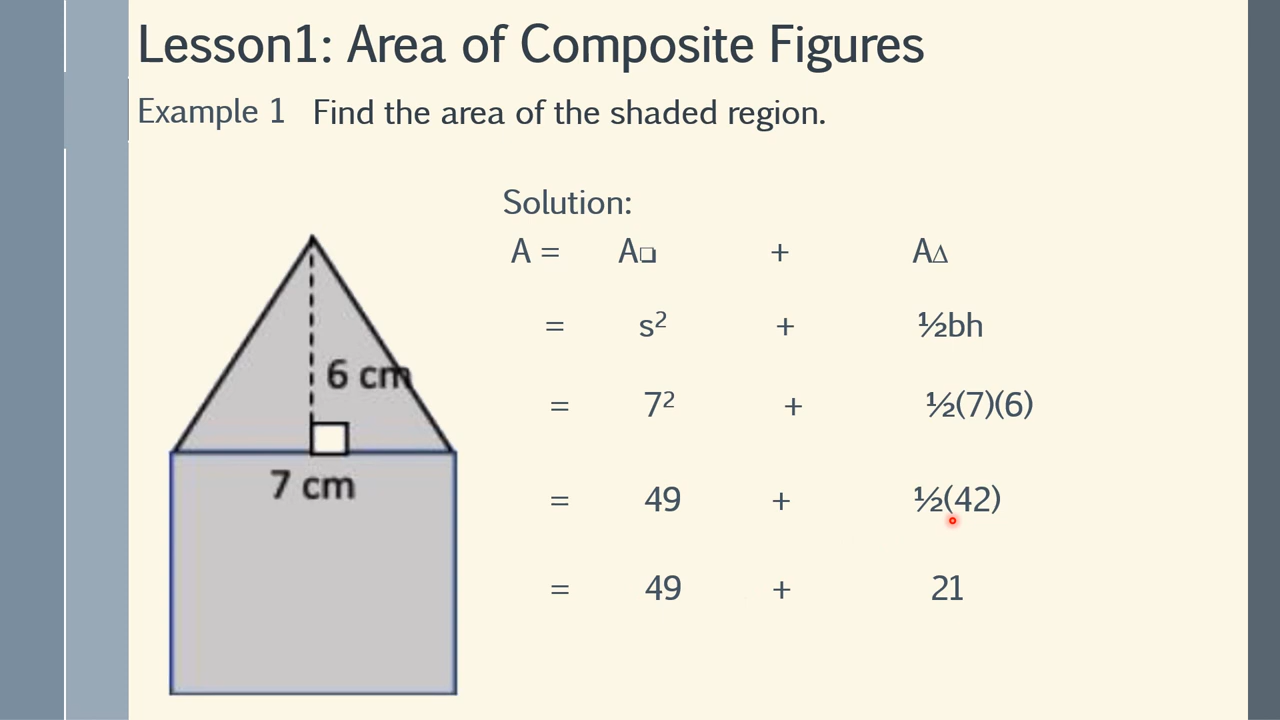 Lesson1: Area of Composite Figures
Example 1 Find the area of the shaded region.
Solution:
A = A❏ + A∆
= s² + ½bh
6 cm
= 7² + ½(7)(6)
7 cm
= 49 + ½(42)
= 49 + 21